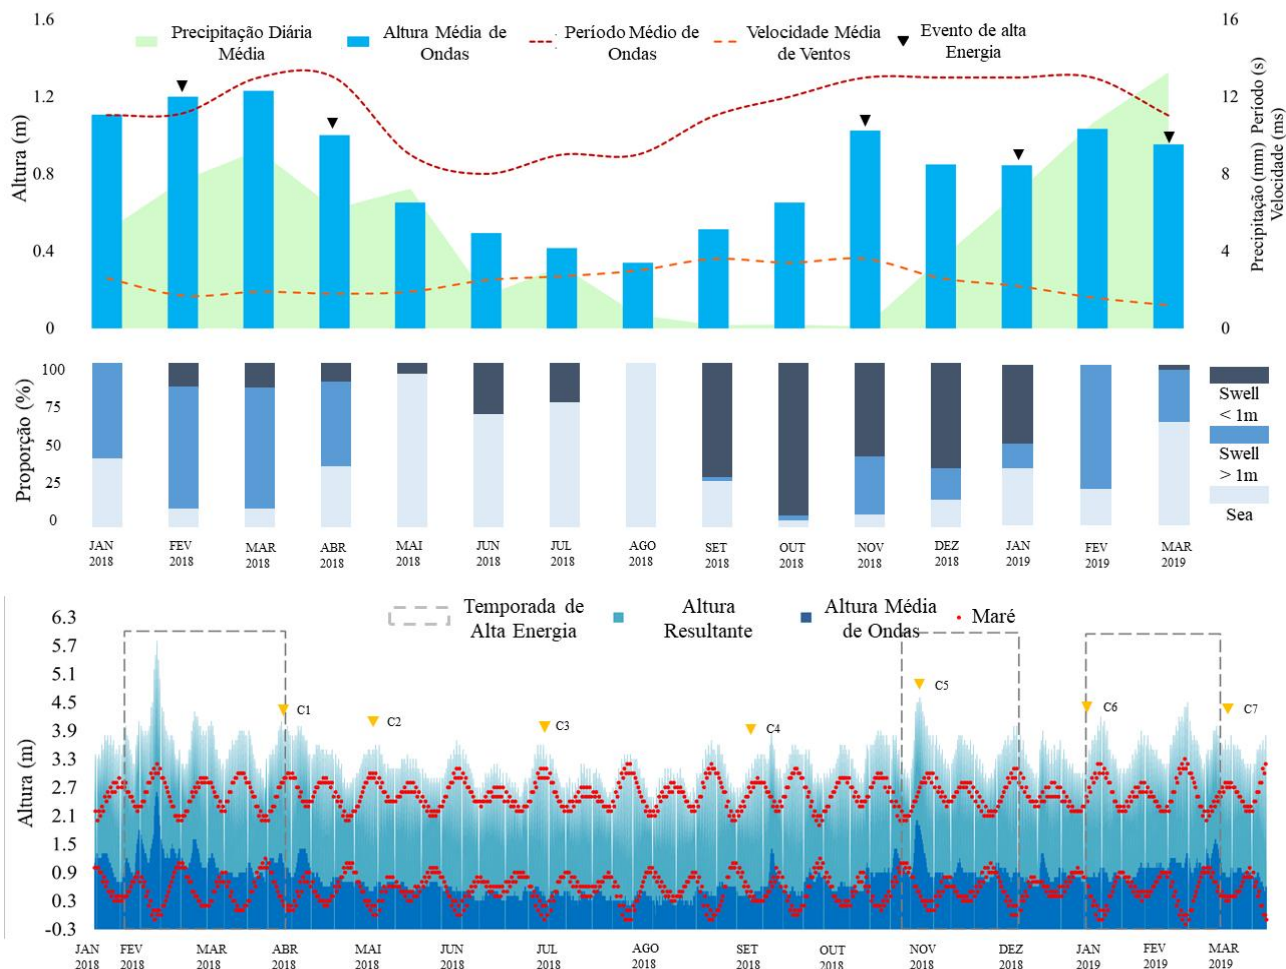 1.6
1.2
0.8
0.4
0
Altura (m)
Precipitação Diária
Média
Altura Média de
Ondas
Período Médio de
Ondas
Velocidade Média
de Ventos
Evento de alta
Energia
16
12
8
4
0
Precipitação (mm) Período (s)
Velocidade (ms)
100
75
50
25
0
Proporção (%)
Swell
< 1m
Swell
> 1m
Sea
JAN FEV MAR ABR MAI JUN JUL AGO SET OUT NOV DEZ JAN FEV MAR
2018 2018 2018 2018 2018 2018 2018 2018 2018 2018 2018 2018 2019 2019 2019
Temporada de
Alta Energia
Altura
Resultante
Altura Média
de Ondas
Maré
6.3
5.7
5.1
4.5
3.9
3.3
2.7
2.1
1.5
0.9
0.3
-0.3
Altura (m)
C1
C2
C3
C4
C5
C6
C7
JAN FEV MAR ABR MAI JUN JUL AGO SET OUT NOV DEZ JAN FEV MAR
2018 2018 2018 2018 2018 2018 2018 2018 2018 2018 2018 2018 2019 2019 2019